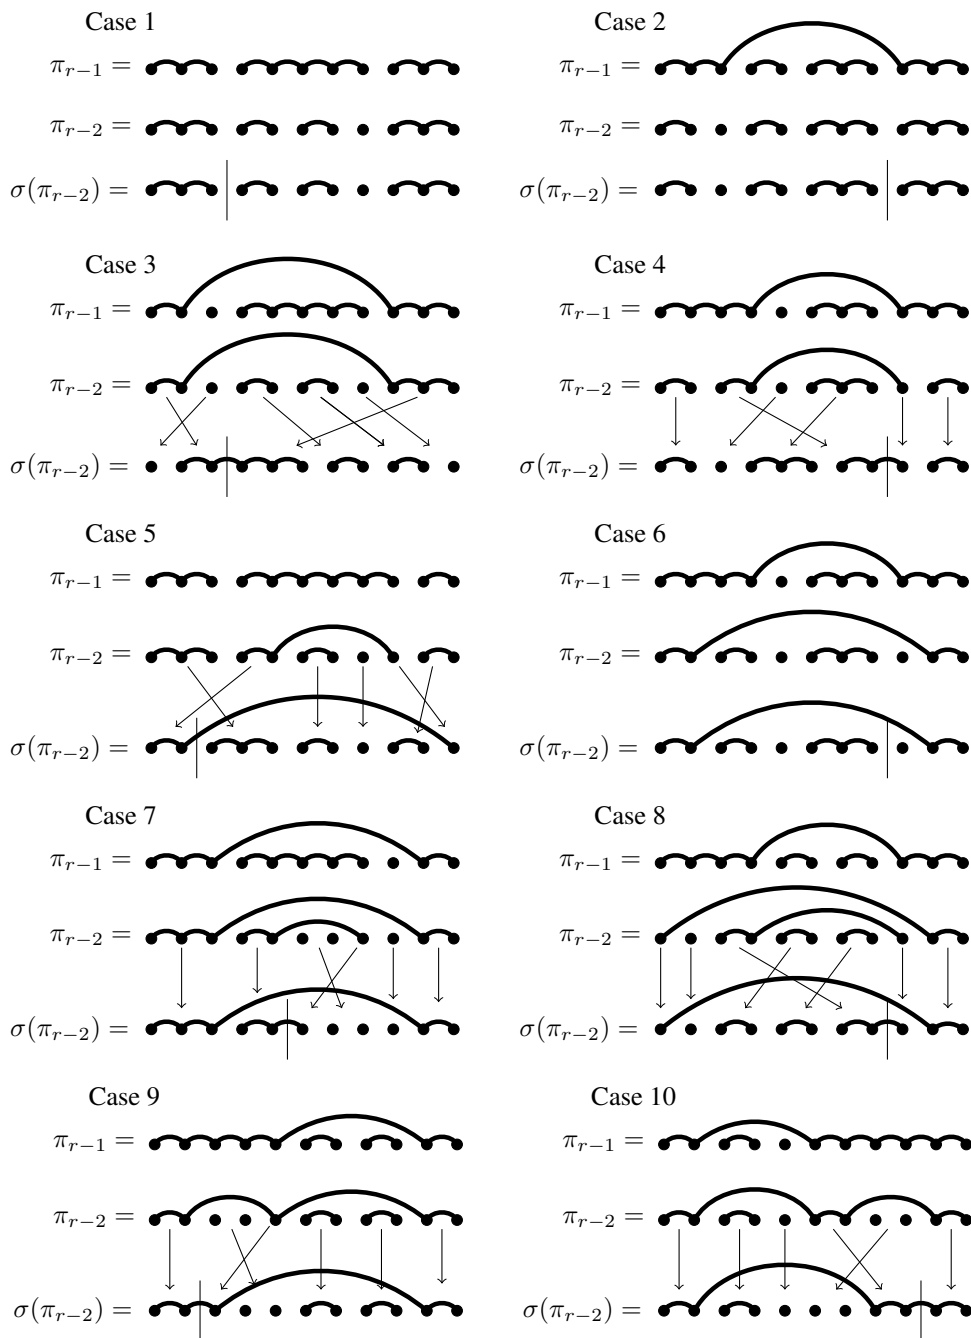 Case 1
π_{r−1} =
π_{r−2} =
σ(π_{r−2}) =
Case 2
π_{r−1} =
π_{r−2} =
σ(π_{r−2}) =
Case 3
π_{r−1} =
π_{r−2} =
σ(π_{r−2}) =
Case 4
π_{r−1} =
π_{r−2} =
σ(π_{r−2}) =
Case 5
π_{r−1} =
π_{r−2} =
σ(π_{r−2}) =
Case 6
π_{r−1} =
π_{r−2} =
σ(π_{r−2}) =
Case 7
π_{r−1} =
π_{r−2} =
σ(π_{r−2}) =
Case 8
π_{r−1} =
π_{r−2} =
σ(π_{r−2}) =
Case 9
π_{r−1} =
π_{r−2} =
σ(π_{r−2}) =
Case 10
π_{r−1} =
π_{r−2} =
σ(π_{r−2}) =